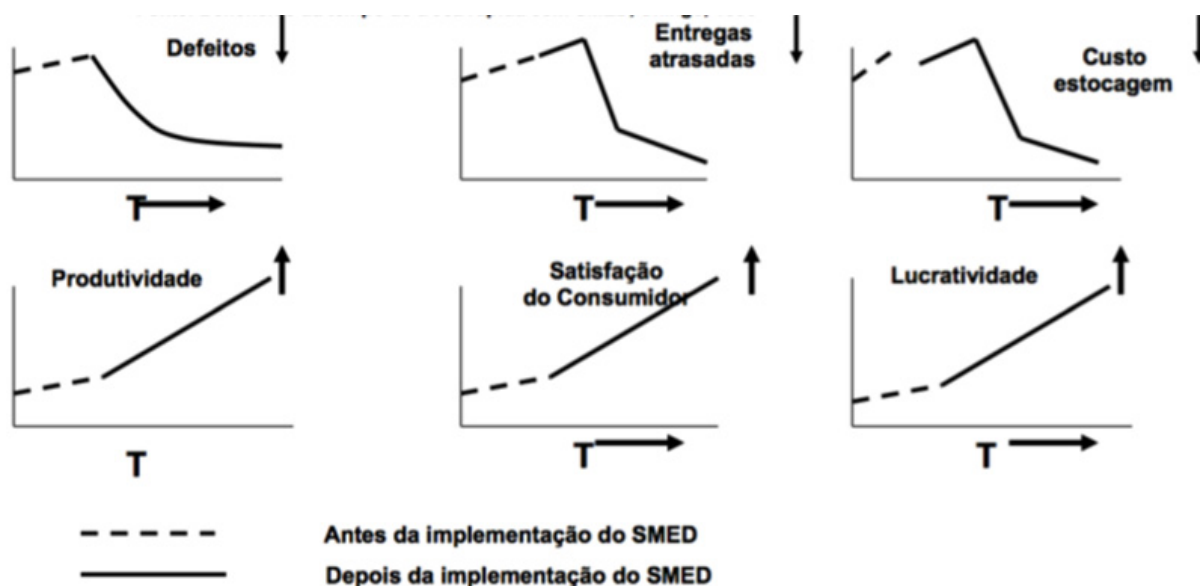 Defeitos
Entregas
atrasadas
Custo
estocagem
T
T
T
Produtividade
Satisfação
do Consumidor
Lucratividade
T
T
T
Antes da implementação do SMED
Depois da implementação do SMED